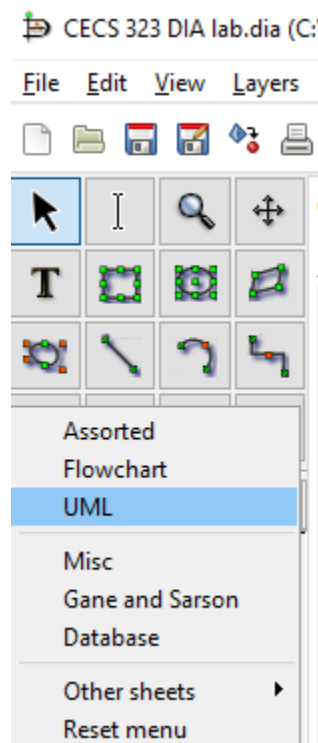 CECS 323 DIA lab.dia (C:\
File Edit View Layers
T
Assorted
Flowchart
UML
Misc
Gane and Sarson
Database
Other sheets
Reset menu